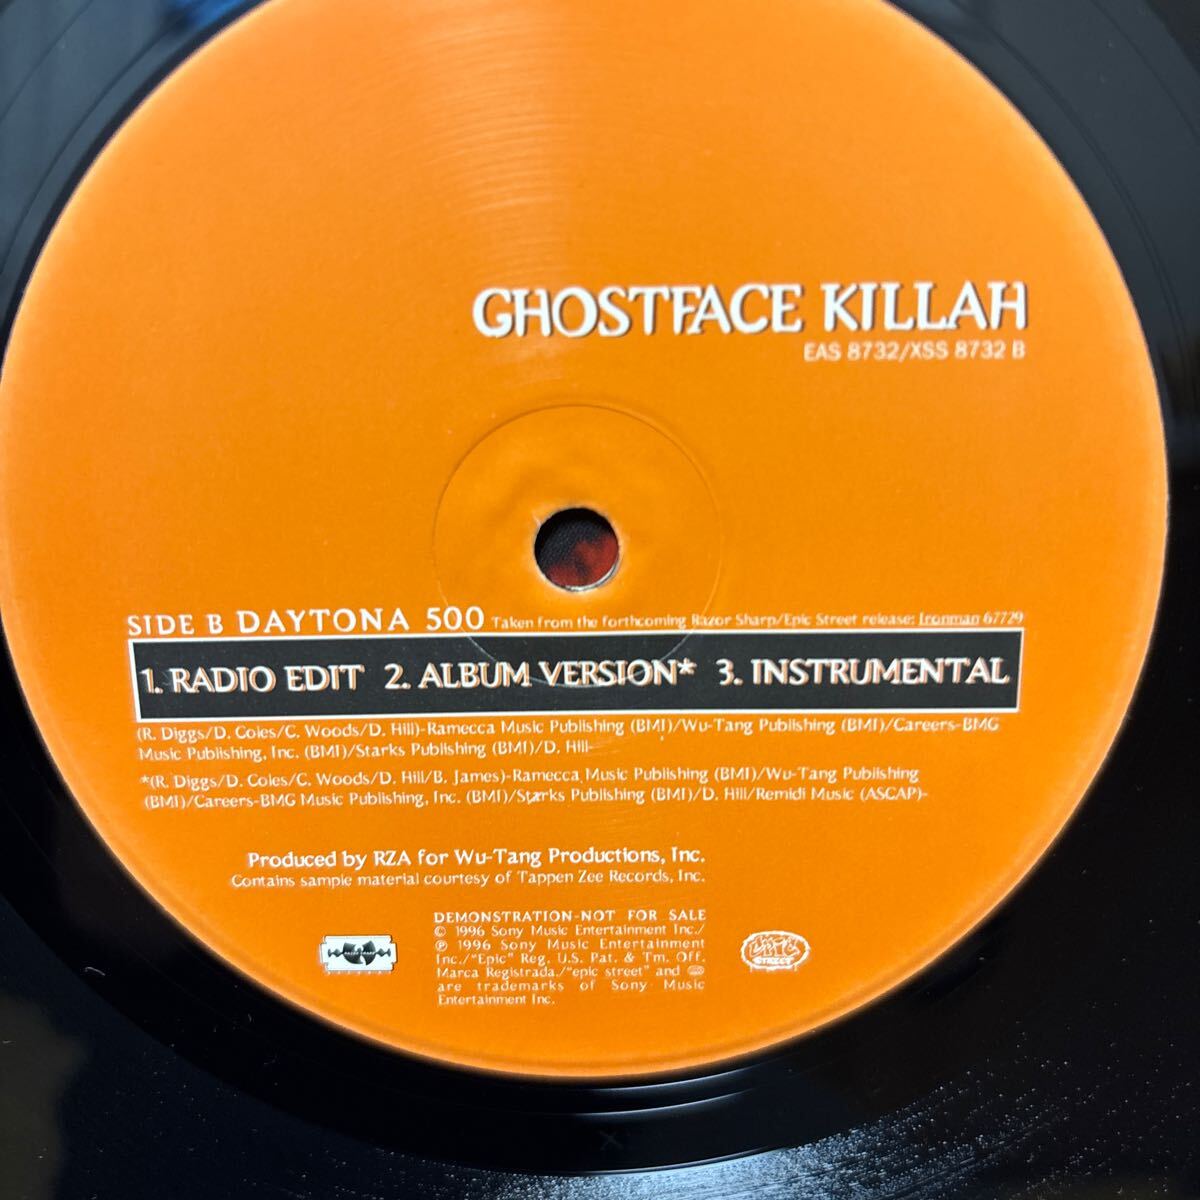 GHOSTFACE KILLAH
EAS 8732/XSS 8732 B
SIDE B DAYTONA 500 Taken from the forthcoming Razor Sharp/Epic Street release: Ironman 67729
1. RADIO EDIT 2. ALBUM VERSION* 3. INSTRUMENTAL
(R. Diggs/D. Coles/C. Woods/D. Hill)-Ramecca Music Publishing (BMI)/Wu-Tang Publishing (BMI)/Careers-BMG
Music Publishing, Inc. (BMI)/Starks Publishing (BMI)/D. Hill-
*(R. Diggs/D. Coles/C. Woods/D. Hill/B. James)-Ramecca Music Publishing (BMI)/Wu-Tang Publishing
(BMI)/Careers-BMG Music Publishing, Inc. (BMI)/Starks Publishing (BMI)/D. Hill/Remidi Music (ASCAP)-
Produced by RZA for Wu-Tang Productions, Inc.
Contains sample material courtesy of Tappen Zee Records, Inc.
DEMONSTRATION-NOT FOR SALE
© 1996 Sony Music Entertainment Inc./
℗ 1996 Sony Music Entertainment
Inc./"Epic" Reg. U.S. Pat. & Tm. Off.
Marca Registrada./"epic street" and
are trademarks of Sony Music
Entertainment Inc.
RAZOR SHARP
epic
STREET